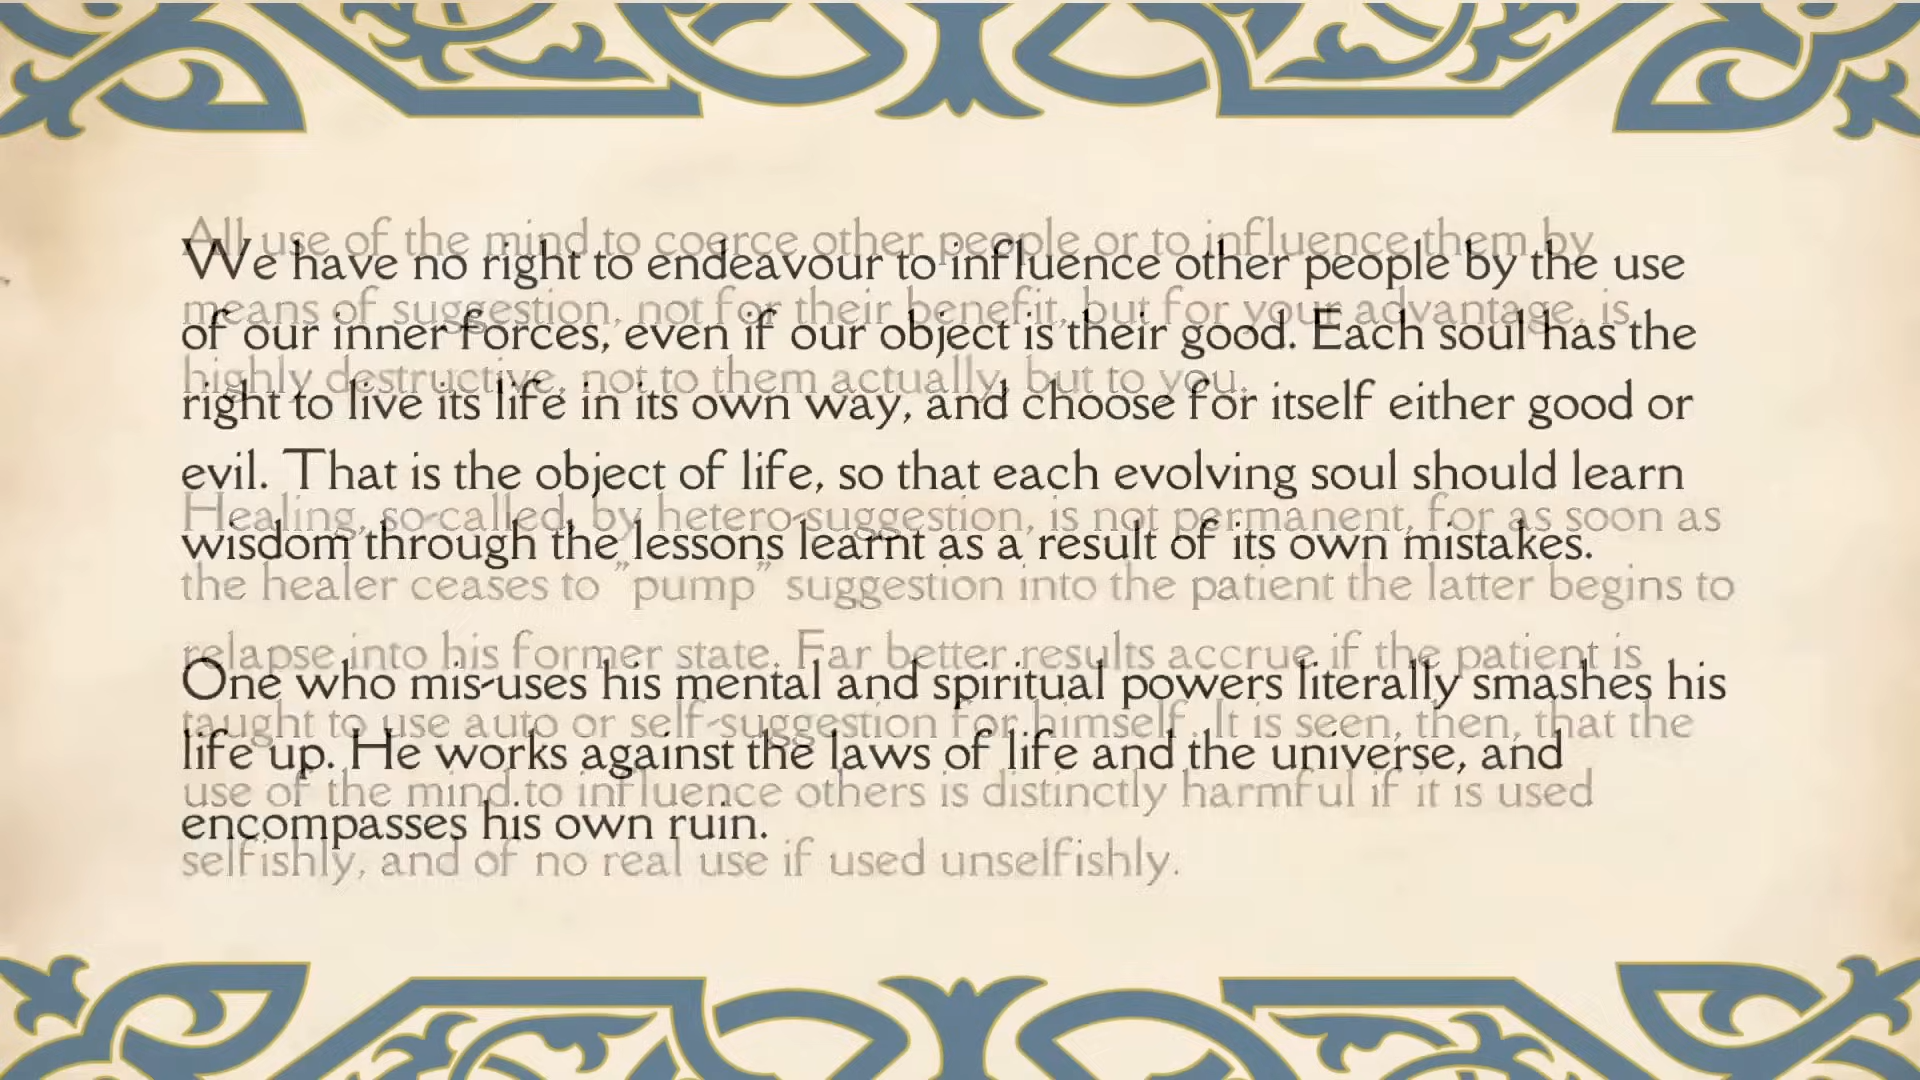 All use of the mind to coerce other people or to influence them by
means of suggestion, not for their benefit, but for your advantage, is
highly destructive, not to them actually, but to you.
Healing, so-called, by hetero-suggestion, is not permanent, for as soon as
the healer ceases to "pump" suggestion into the patient the latter begins to
relapse into his former state. Far better results accrue if the patient is
taught to use auto or self-suggestion for himself. It is seen, then, that the
use of the mind to influence others is distinctly harmful if it is used
selfishly, and of no real use if used unselfishly.
We have no right to endeavour to influence other people by the use
of our inner forces, even if our object is their good. Each soul has the
right to live its life in its own way, and choose for itself either good or
evil. That is the object of life, so that each evolving soul should learn
wisdom through the lessons learnt as a result of its own mistakes.
One who mis-uses his mental and spiritual powers literally smashes his
life up. He works against the laws of life and the universe, and
encompasses his own ruin.